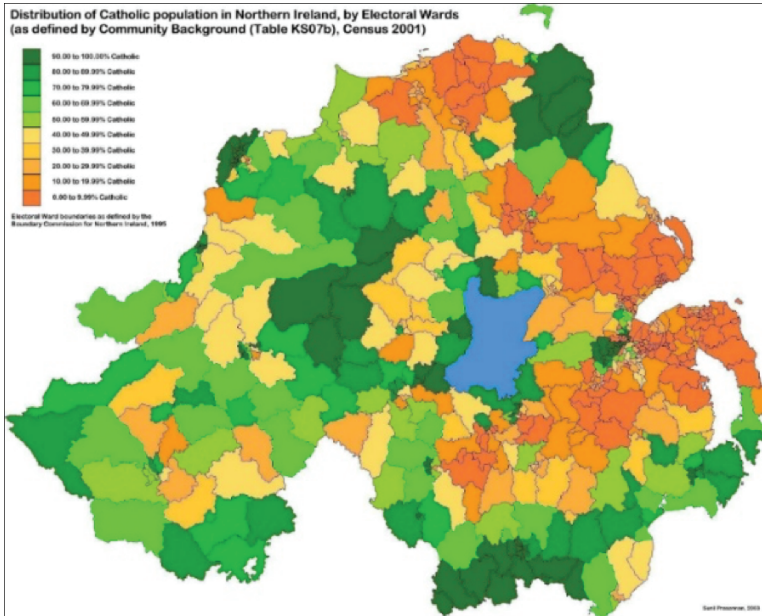 Distribution of Catholic population in Northern Ireland, by Electoral Wards
(as defined by Community Background (Table KS07b), Census 2001)
90.00 to 100.00% Catholic
80.00 to 89.99% Catholic
70.00 to 79.99% Catholic
60.00 to 69.99% Catholic
50.00 to 59.99% Catholic
40.00 to 49.99% Catholic
30.00 to 39.99% Catholic
20.00 to 29.99% Catholic
10.00 to 19.99% Catholic
0.00 to 9.99% Catholic
Electoral Ward boundaries as defined by the
Boundary Commission for Northern Ireland, 1995
2003